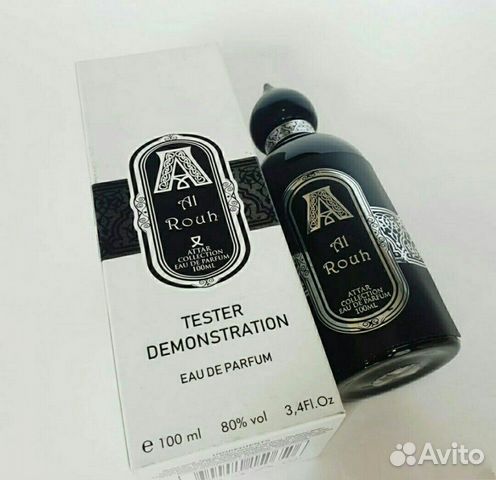 A
Al
Rouh
ATTAR
COLLECTION
EAU DE PARFUM
100ML
TESTER
DEMONSTRATION
EAU DE PARFUM
e 100 ml 80% vol 3,4Fl.Oz
A
Al
Rouh
ATTAR
COLLECTION
EAU DE PARFUM
100ML
Avito